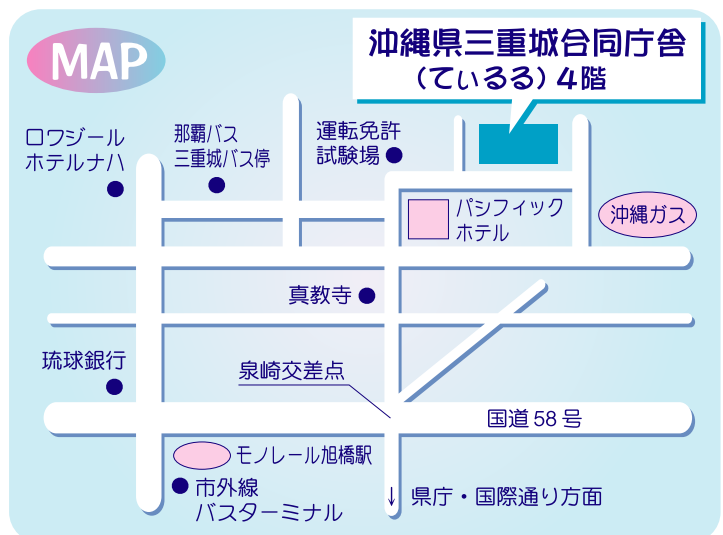 MAP
沖縄県三重城合同庁舎
（てぃるる）４階
ロワジール
ホテルナハ
那覇バス
三重城バス停
運転免許
試験場
パシフィック
ホテル
沖縄ガス
真教寺
琉球銀行
泉崎交差点
国道58号
モノレール旭橋駅
市外線
バスターミナル
↓ 県庁・国際通り方面